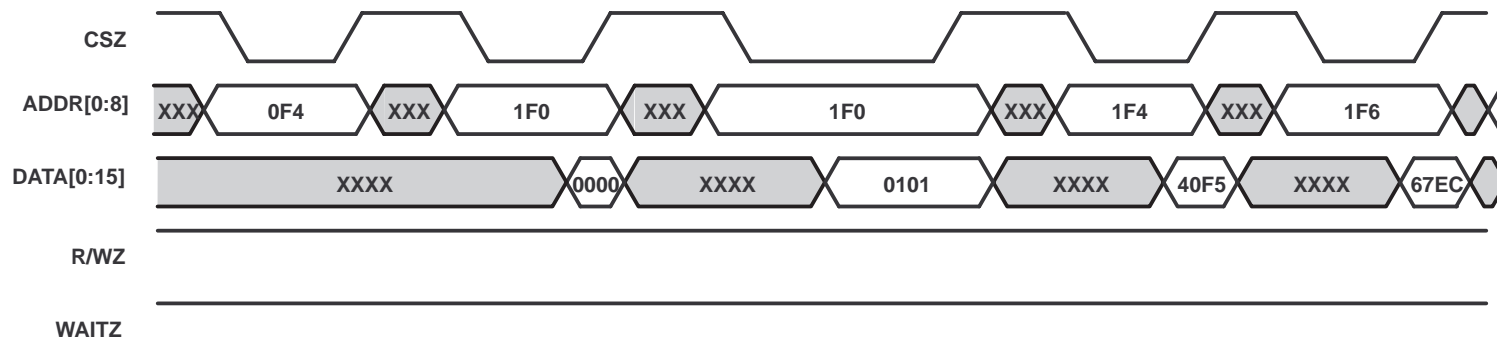 CSZ
ADDR[0:8] XXX 0F4 XXX 1F0 XXX 1F0 XXX 1F4 XXX 1F6
DATA[0:15] XXXX 0000 XXXX 0101 XXXX 40F5 XXXX 67EC
R/WZ
WAITZ